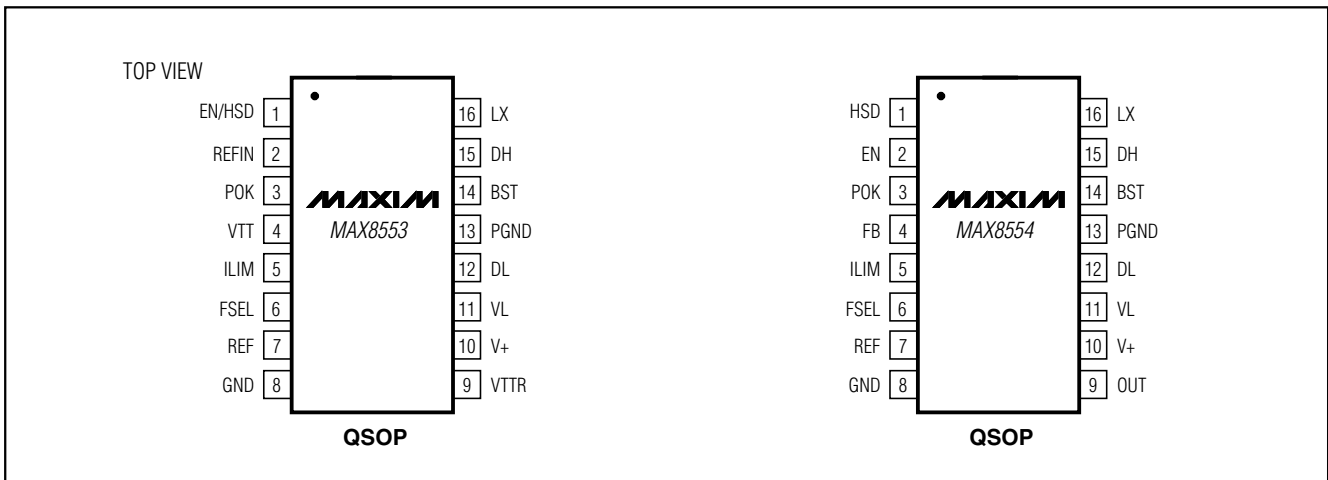 TOP VIEW
EN/HSD 1 16 LX
REFIN 2 15 DH
POK 3 14 BST
VTT 4 13 PGND
ILIM 5 12 DL
FSEL 6 11 VL
REF 7 10 V+
GND 8 9 VTTR
MAXIM
MAX8553
QSOP
HSD 1 16 LX
EN 2 15 DH
POK 3 14 BST
FB 4 13 PGND
ILIM 5 12 DL
FSEL 6 11 VL
REF 7 10 V+
GND 8 9 OUT
MAXIM
MAX8554
QSOP